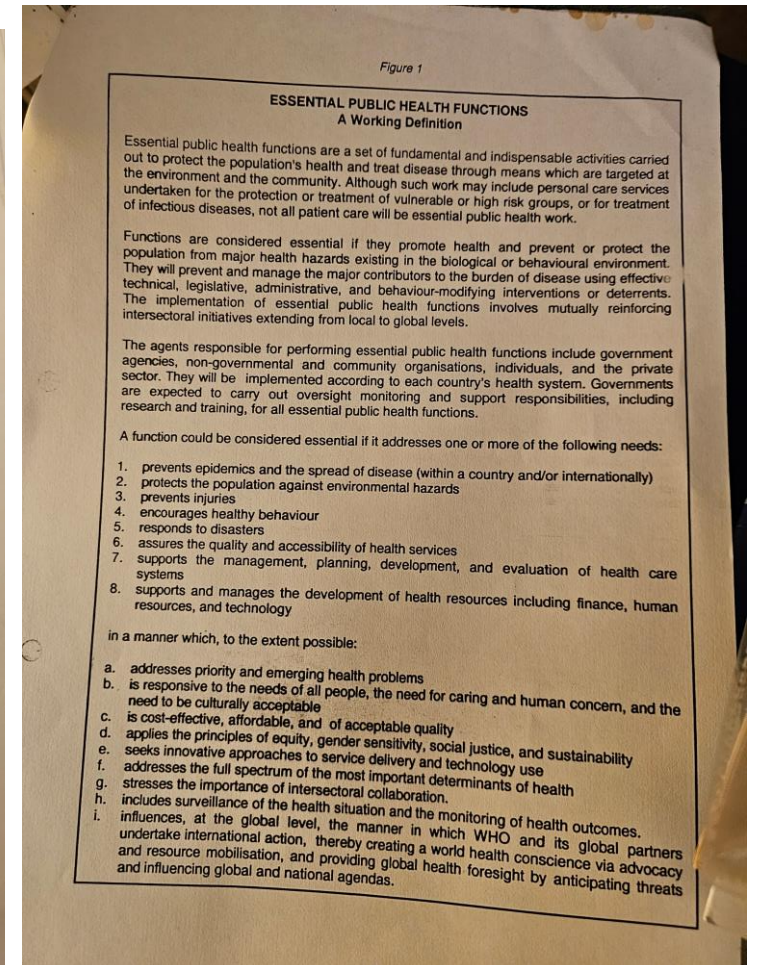 Figure 1
ESSENTIAL PUBLIC HEALTH FUNCTIONS
A Working Definition
Essential public health functions are a set of fundamental and indispensable activities carried
out to protect the population's health and treat disease through means which are targeted at
the environment and the community. Although such work may include personal care services
undertaken for the protection or treatment of vulnerable or high risk groups, or for treatment
of infectious diseases, not all patient care will be essential public health work.
Functions are considered essential if they promote health and prevent or protect the
population from major health hazards existing in the biological or behavioural environment.
They will prevent and manage the major contributors to the burden of disease using effective
technical, legislative, administrative, and behaviour-modifying interventions or deterrents.
The implementation of essential public health functions involves mutually reinforcing
intersectoral initiatives extending from local to global levels.
The agents responsible for performing essential public health functions include government
agencies, non-governmental and community organisations, individuals, and the private
sector. They will be implemented according to each country's health system. Governments
are expected to carry out oversight monitoring and support responsibilities, including
research and training, for all essential public health functions.
A function could be considered essential if it addresses one or more of the following needs:
1. prevents epidemics and the spread of disease (within a country and/or internationally)
2. protects the population against environmental hazards
3. prevents injuries
4. encourages healthy behaviour
5. responds to disasters
6. assures the quality and accessibility of health services
7. supports the management, planning, development, and evaluation of health care
systems
8. supports and manages the development of health resources including finance, human
resources, and technology
in a manner which, to the extent possible:
a. addresses priority and emerging health problems
b. is responsive to the needs of all people, the need for caring and human concern, and the
need to be culturally acceptable
c. is cost-effective, affordable, and of acceptable quality
d. applies the principles of equity, gender sensitivity, social justice, and sustainability
e. seeks innovative approaches to service delivery and technology use
f. addresses the full spectrum of the most important determinants of health
g. stresses the importance of intersectoral collaboration.
h. includes surveillance of the health situation and the monitoring of health outcomes.
i. influences, at the global level, the manner in which WHO and its global partners
undertake international action, thereby creating a world health conscience via advocacy
and resource mobilisation, and providing global health foresight by anticipating threats
and influencing global and national agendas.